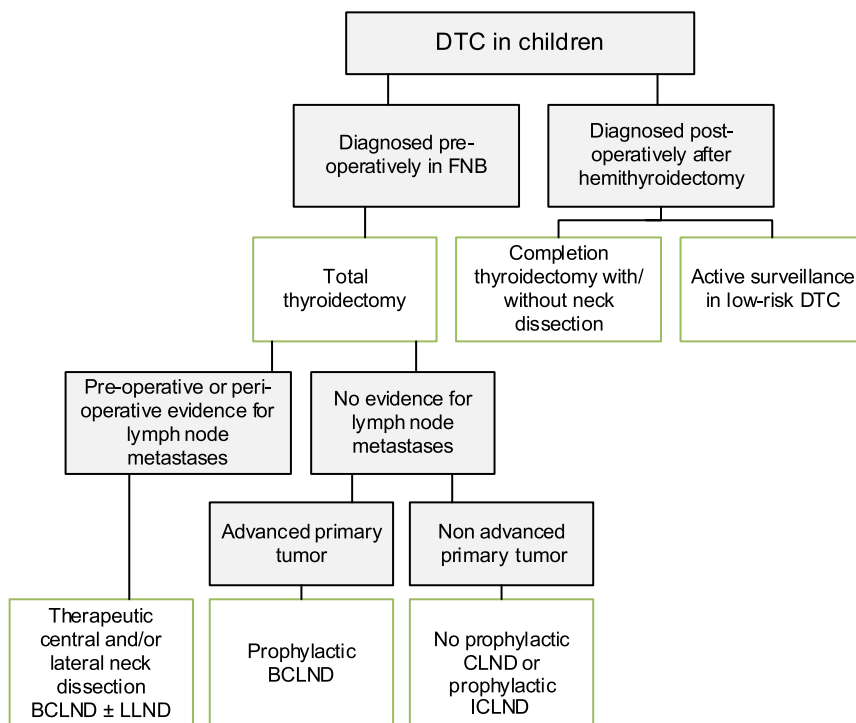 DTC in children
Diagnosed pre-
operatively in FNB
Diagnosed post-
operatively after
hemithyroidectomy
Total
thyroidectomy
Completion
thyroidectomy with/
without neck
dissection
Active surveillance
in low-risk DTC
Pre-operative or peri-
operative evidence for
lymph node
metastases
No evidence for
lymph node
metastases
Advanced primary
tumor
Non advanced
primary tumor
Therapeutic
central and/or
lateral neck
dissection
BCLND ± LLND
Prophylactic
BCLND
No prophylactic
CLND or
prophylactic
ICLND